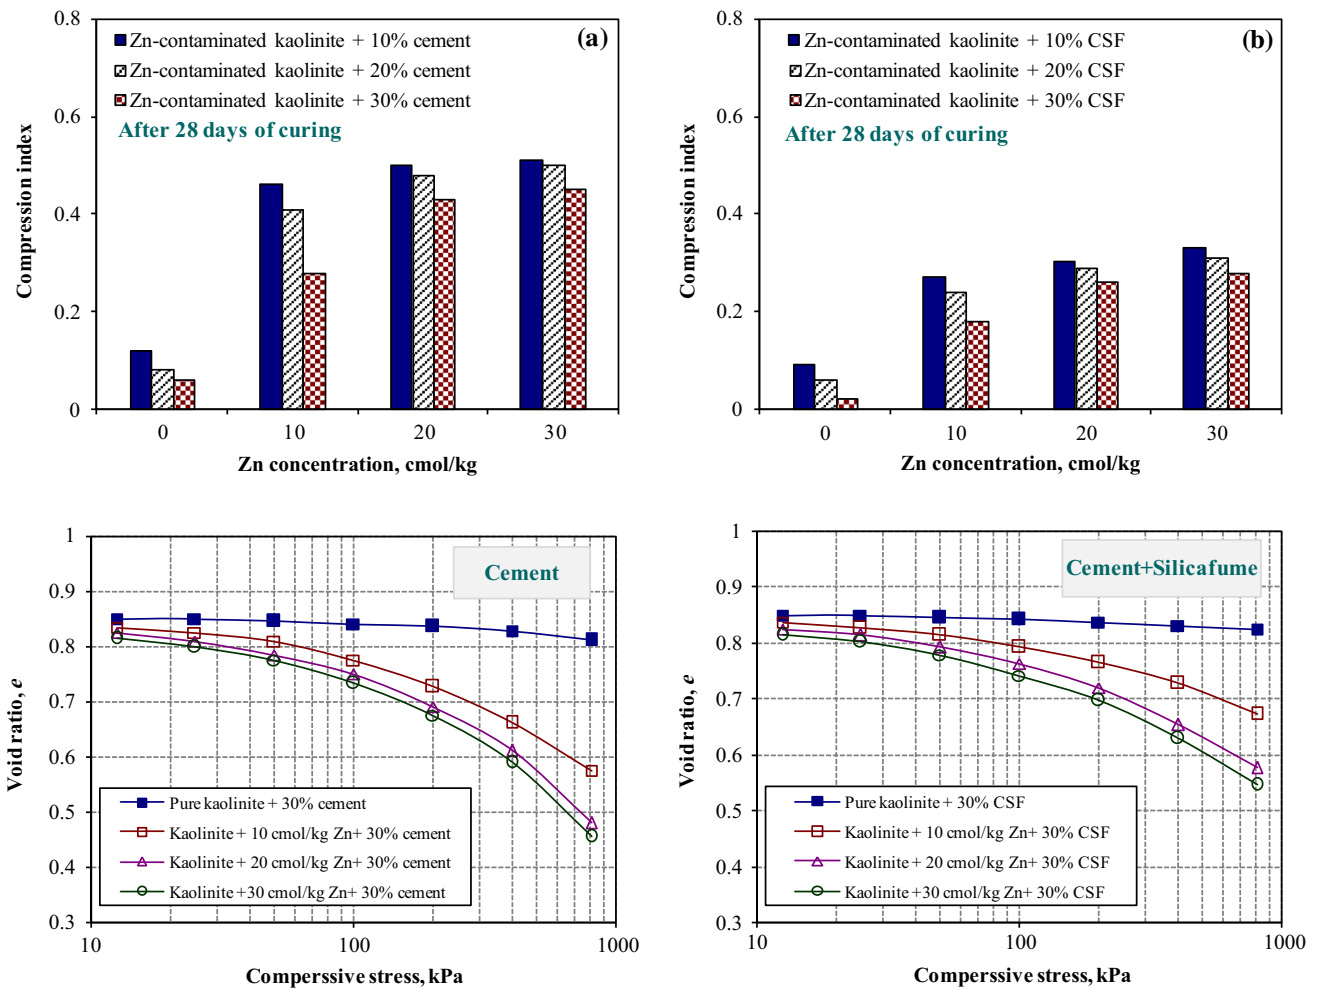 0.8
0.6
0.4
0.2
0
Compression index
Zn-contaminated kaolinite + 10% cement
Zn-contaminated kaolinite + 20% cement
Zn-contaminated kaolinite + 30% cement
(a)
After 28 days of curing
0 10 20 30
Zn concentration, cmol/kg
0.8
0.6
0.4
0.2
0
Compression index
Zn-contaminated kaolinite + 10% CSF
Zn-contaminated kaolinite + 20% CSF
Zn-contaminated kaolinite + 30% CSF
(b)
After 28 days of curing
0 10 20 30
Zn concentration, cmol/kg
1
0.9
0.8
0.7
0.6
0.5
0.4
0.3
Void ratio, e
Cement
Pure kaolinite + 30% cement
Kaolinite + 10 cmol/kg Zn+ 30% cement
Kaolinite + 20 cmol/kg Zn+ 30% cement
Kaolinite +30 cmol/kg Zn+ 30% cement
10 100 1000
Comperssive stress, kPa
1
0.9
0.8
0.7
0.6
0.5
0.4
0.3
Void ratio, e
Cement+Silica fume
Pure kaolinite + 30% CSF
Kaolinite + 10 cmol/kg Zn+ 30% CSF
Kaolinite + 20 cmol/kg Zn+ 30% CSF
Kaolinite +30 cmol/kg Zn+ 30% CSF
10 100 1000
Comperssive stress, kPa